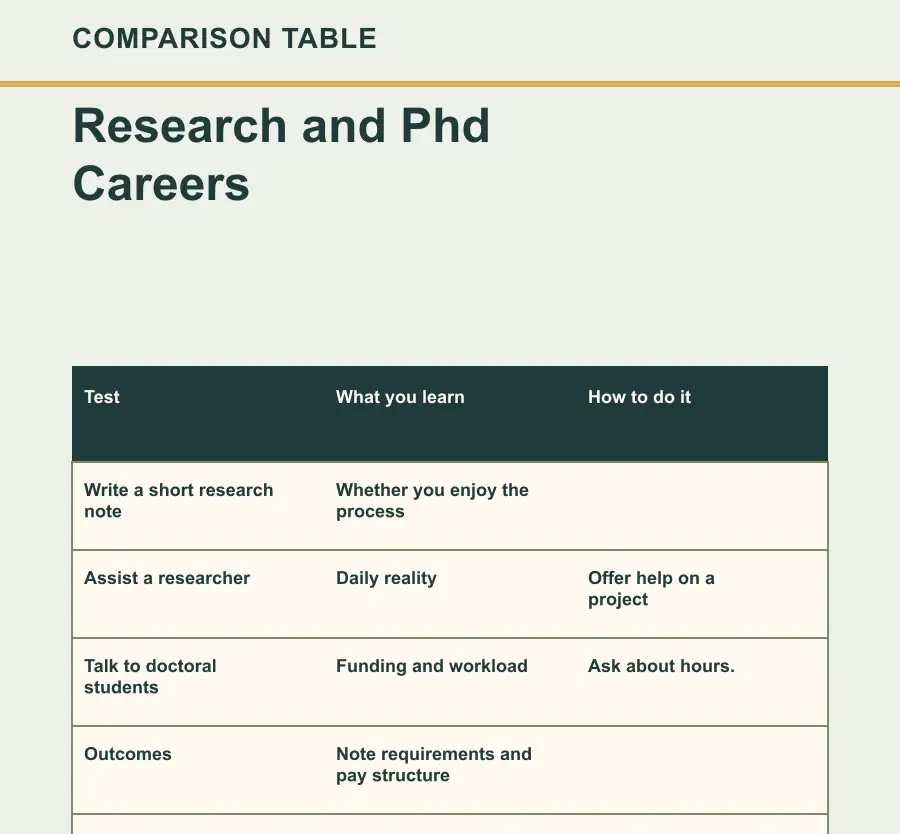 COMPARISON TABLE
Research and Phd
Careers
Test What you learn How to do it
Write a short research Whether you enjoy the
note process
Assist a researcher Daily reality Offer help on a
project
Talk to doctoral Funding and workload Ask about hours.
students
Outcomes Note requirements and
pay structure